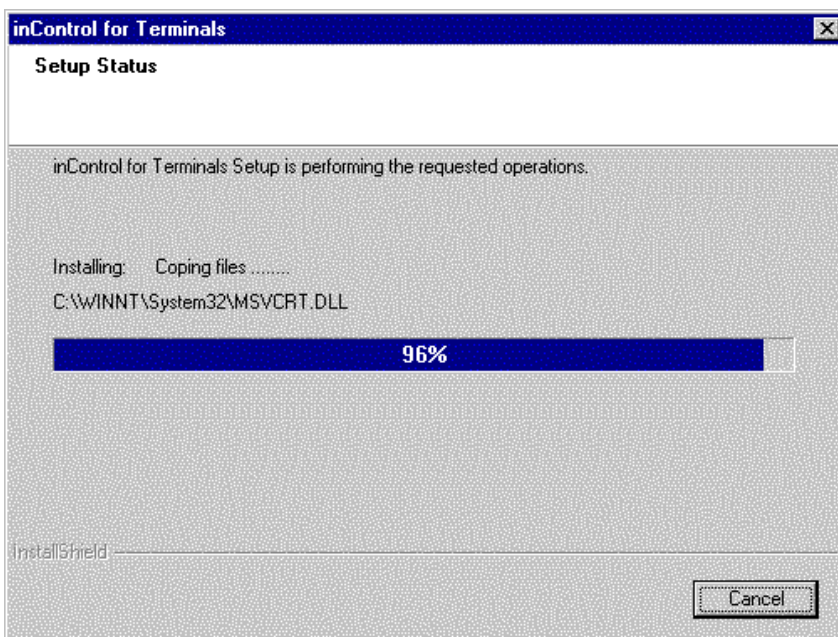 inControl for Terminals
Setup Status
inControl for Terminals Setup is performing the requested operations.
Installing: Coping files ........
C:\WINNT\System32\MSVCRT.DLL
96%
InstallShield
Cancel